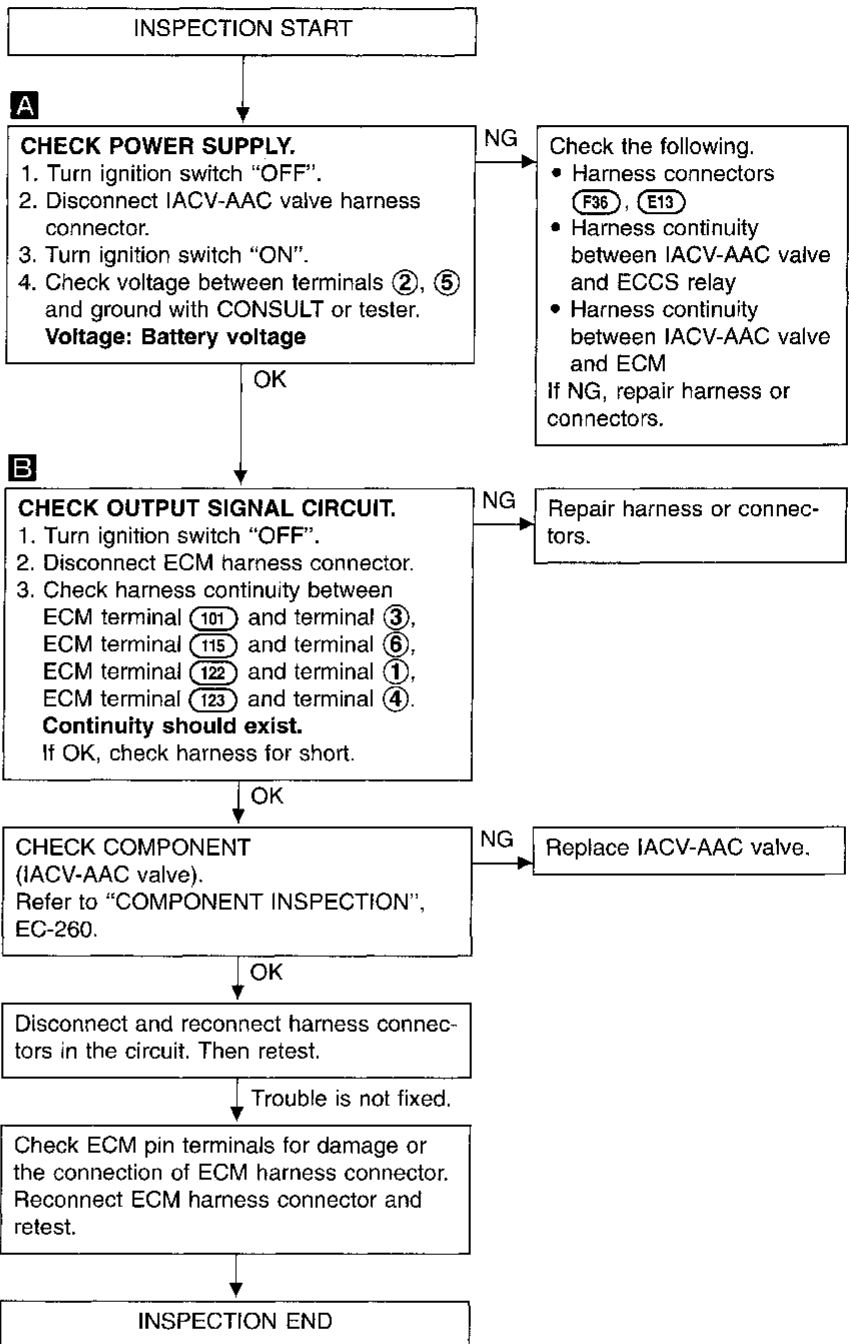 INSPECTION START
A
CHECK POWER SUPPLY.
1. Turn ignition switch “OFF”.
2. Disconnect IACV-AAC valve harness
connector.
3. Turn ignition switch “ON”.
4. Check voltage between terminals ②, ⑤
and ground with CONSULT or tester.
Voltage: Battery voltage
NG
Check the following.
• Harness connectors
(F36), (E13)
• Harness continuity
between IACV-AAC valve
and ECCS relay
• Harness continuity
between IACV-AAC valve
and ECM
If NG, repair harness or
connectors.
OK
B
CHECK OUTPUT SIGNAL CIRCUIT.
1. Turn ignition switch “OFF”.
2. Disconnect ECM harness connector.
3. Check harness continuity between
ECM terminal (101) and terminal ③,
ECM terminal (115) and terminal ⑥,
ECM terminal (122) and terminal ①,
ECM terminal (123) and terminal ④.
Continuity should exist.
If OK, check harness for short.
NG
Repair harness or connec-
tors.
OK
CHECK COMPONENT
(IACV-AAC valve).
Refer to “COMPONENT INSPECTION”,
EC-260.
NG
Replace IACV-AAC valve.
OK
Disconnect and reconnect harness connec-
tors in the circuit. Then retest.
Trouble is not fixed.
Check ECM pin terminals for damage or
the connection of ECM harness connector.
Reconnect ECM harness connector and
retest.
INSPECTION END